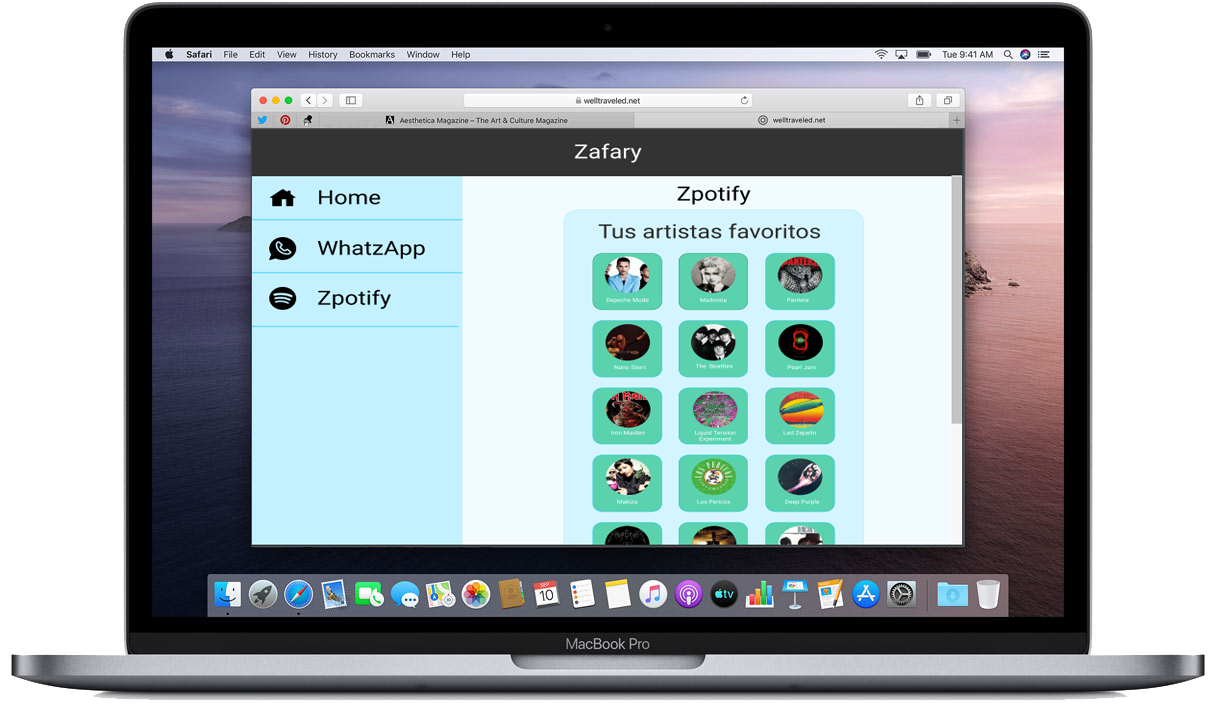 Safari File Edit View History Bookmarks Window Help Tue 9:41 AM
welltraveled.net
Aesthetica Magazine – The Art & Culture Magazine welltraveled.net
Zafary
Home
WhatzApp
Zpotify
Zpotify
Tus artistas favoritos
Depeche Mode Madonna Pantera
Nano Stern The Beatles Pearl Jam
Iron Maiden Liquid Tension Experiment Led Zepelin
Makiza Los Pericos Deep Purple
SEP
10
tv
MacBook Pro